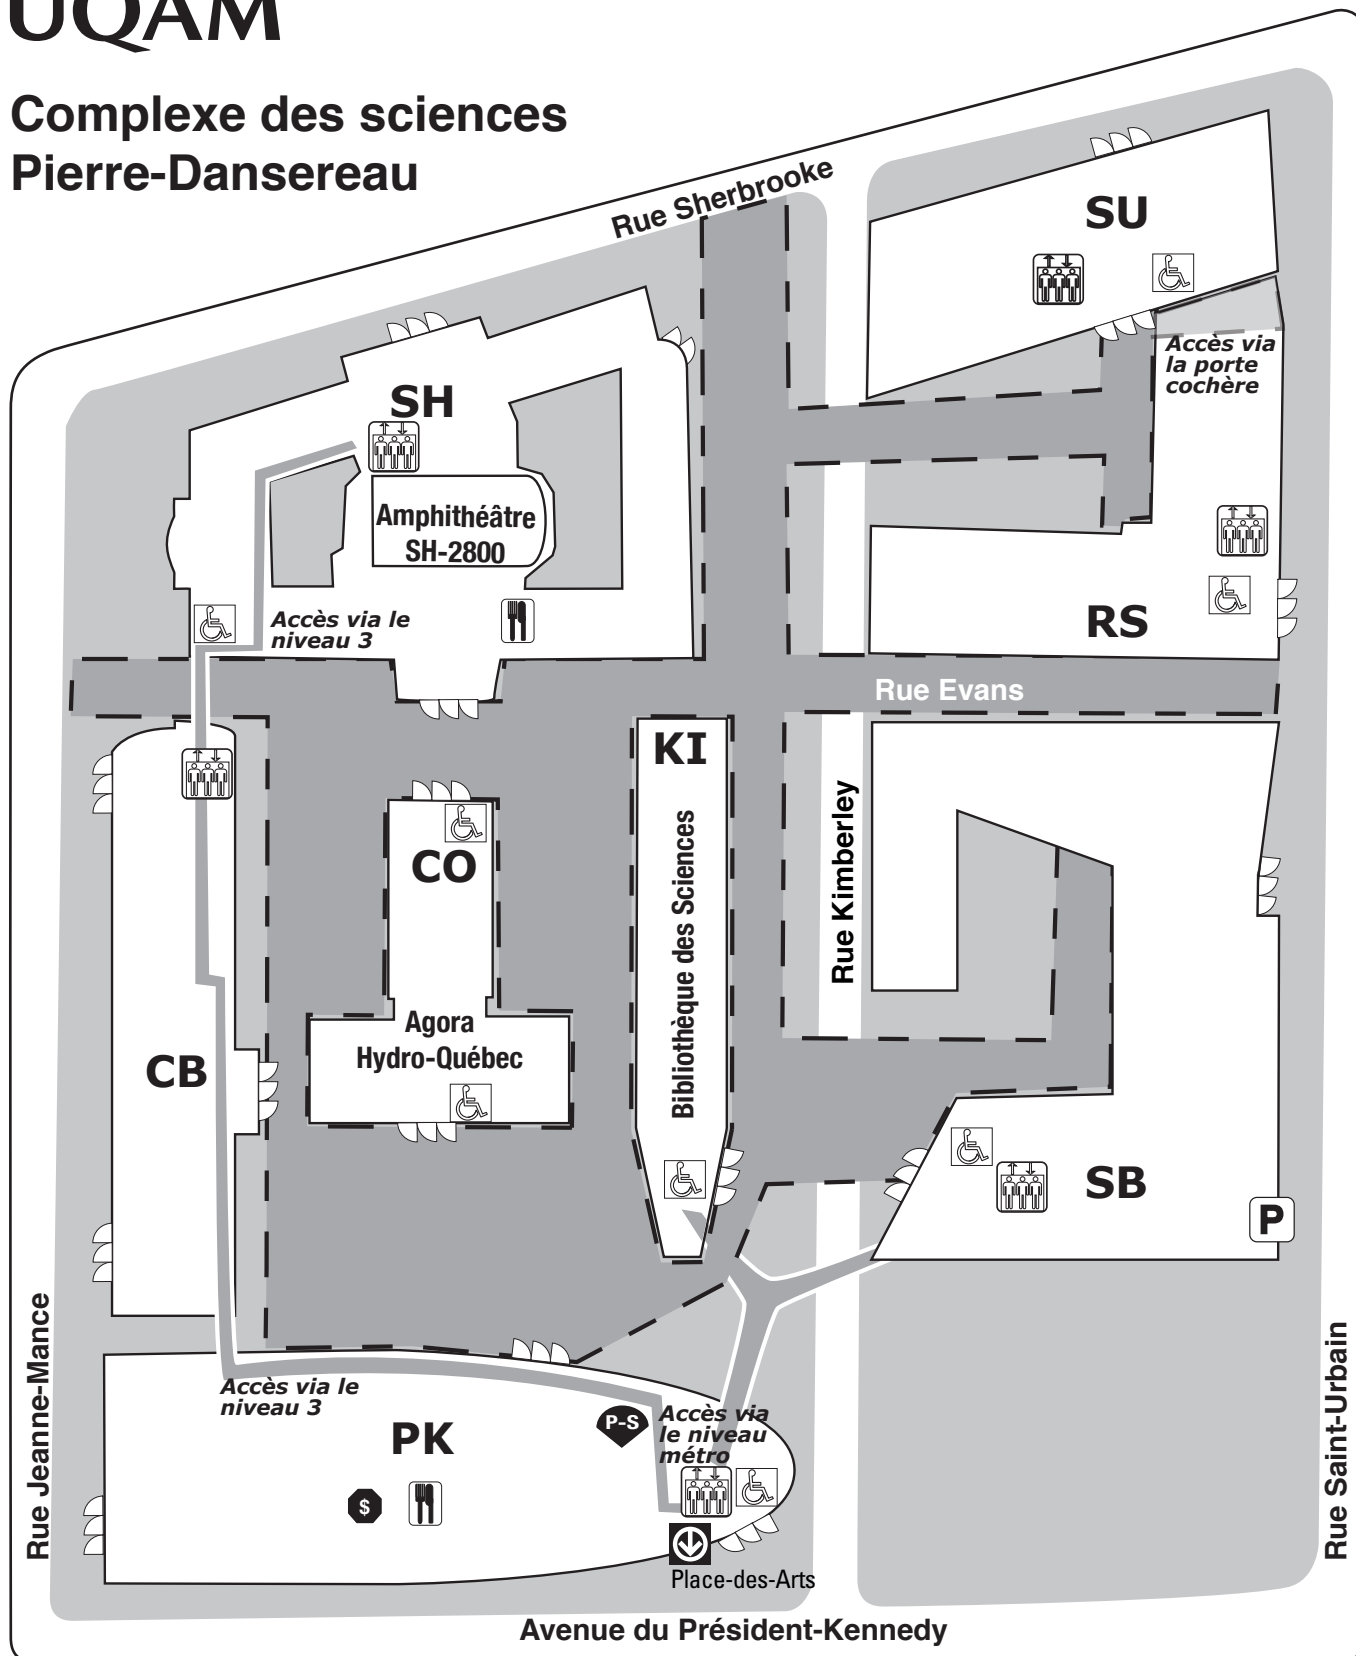 UQAM
Complexe des sciences
Pierre-Dansereau
Rue Sherbrooke
SU
Accès via
la porte
cochère
SH
Amphithéâtre
SH-2800
Accès via le
niveau 3
RS
Rue Evans
KI
Bibliothèque des Sciences
Rue Kimberley
CO
Agora
Hydro-Québec
CB
SB
P
Rue Jeanne-Mance
Accès via le
niveau 3
PK
P-S
Accès via
le niveau
métro
$
Place-des-Arts
Rue Saint-Urbain
Avenue du Président-Kennedy